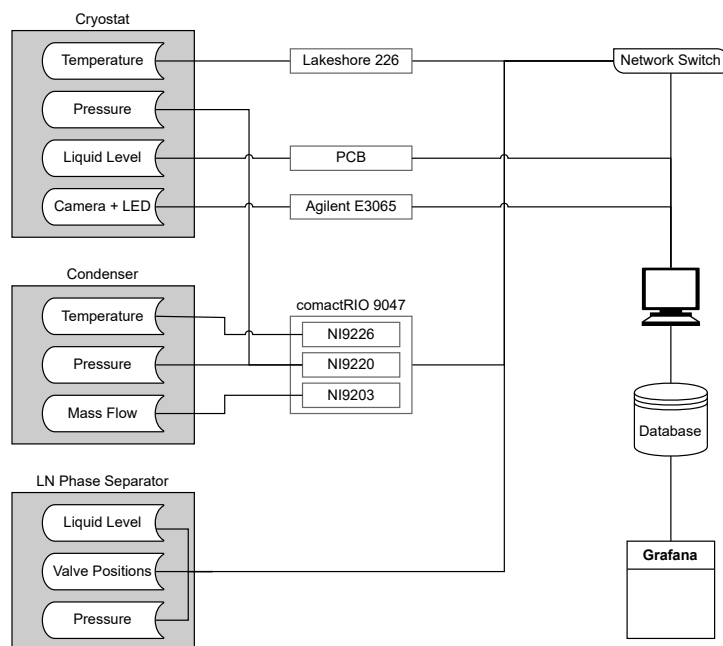 Cryostat
Temperature
Lakeshore 226
Network Switch
Pressure
Liquid Level
PCB
Camera + LED
Agilent E3065
Condenser
comactRIO 9047
Temperature
NI9226
Pressure
NI9220
Mass Flow
NI9203
Database
LN Phase Separator
Liquid Level
Valve Positions
Pressure
Grafana